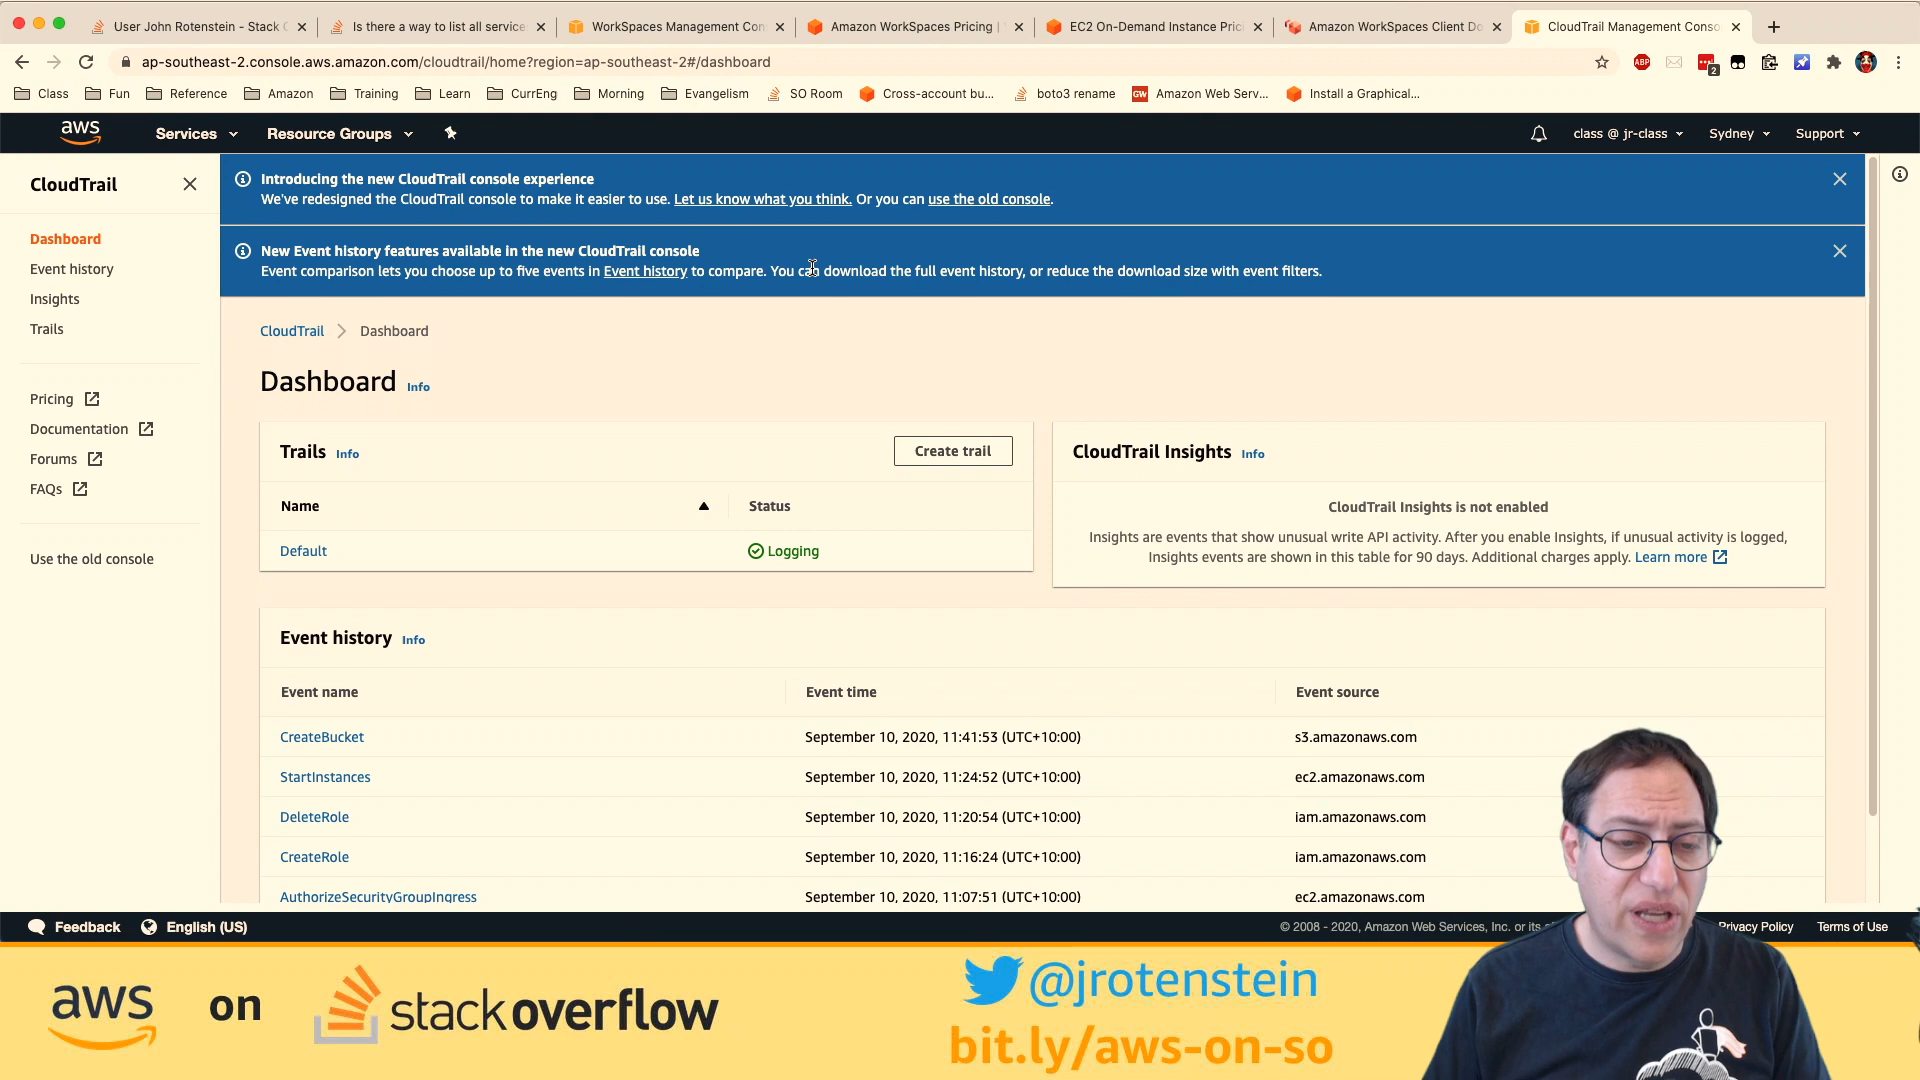 User John Rotenstein - Stack
Is there a way to list all service
WorkSpaces Management Con
Amazon WorkSpaces Pricing |
EC2 On-Demand Instance Prici
Amazon WorkSpaces Client Do
CloudTrail Management Conso
ap-southeast-2.console.aws.amazon.com/cloudtrail/home?region=ap-southeast-2#/dashboard
ABP
2
Class
Fun
Reference
Amazon
Training
Learn
CurrEng
Morning
Evangelism
SO Room
Cross-account bu...
boto3 rename
GW
Amazon Web Serv...
Install a Graphical...
aws
Services
Resource Groups
class @ jr-class
Sydney
Support
CloudTrail
Dashboard
Event history
Insights
Trails
Pricing
Documentation
Forums
FAQs
Use the old console
Introducing the new CloudTrail console experience
We've redesigned the CloudTrail console to make it easier to use. Let us know what you think. Or you can use the old console.
New Event history features available in the new CloudTrail console
Event comparison lets you choose up to five events in Event history to compare. You can download the full event history, or reduce the download size with event filters.
CloudTrail
Dashboard
Dashboard Info
Trails Info
Create trail
Name
Status
Default
Logging
CloudTrail Insights Info
CloudTrail Insights is not enabled
Insights are events that show unusual write API activity. After you enable Insights, if unusual activity is logged,
Insights events are shown in this table for 90 days. Additional charges apply. Learn more
Event history Info
Event name
Event time
Event source
CreateBucket
September 10, 2020, 11:41:53 (UTC+10:00)
s3.amazonaws.com
StartInstances
September 10, 2020, 11:24:52 (UTC+10:00)
ec2.amazonaws.com
DeleteRole
September 10, 2020, 11:20:54 (UTC+10:00)
iam.amazonaws.com
CreateRole
September 10, 2020, 11:16:24 (UTC+10:00)
iam.amazonaws.com
AuthorizeSecurityGroupIngress
September 10, 2020, 11:07:51 (UTC+10:00)
ec2.amazonaws.com
Feedback
English (US)
© 2008 - 2020, Amazon Web Services, Inc. or its
Privacy Policy
Terms of Use
aws
on
stackoverflow
@jrotenstein
bit.ly/aws-on-so